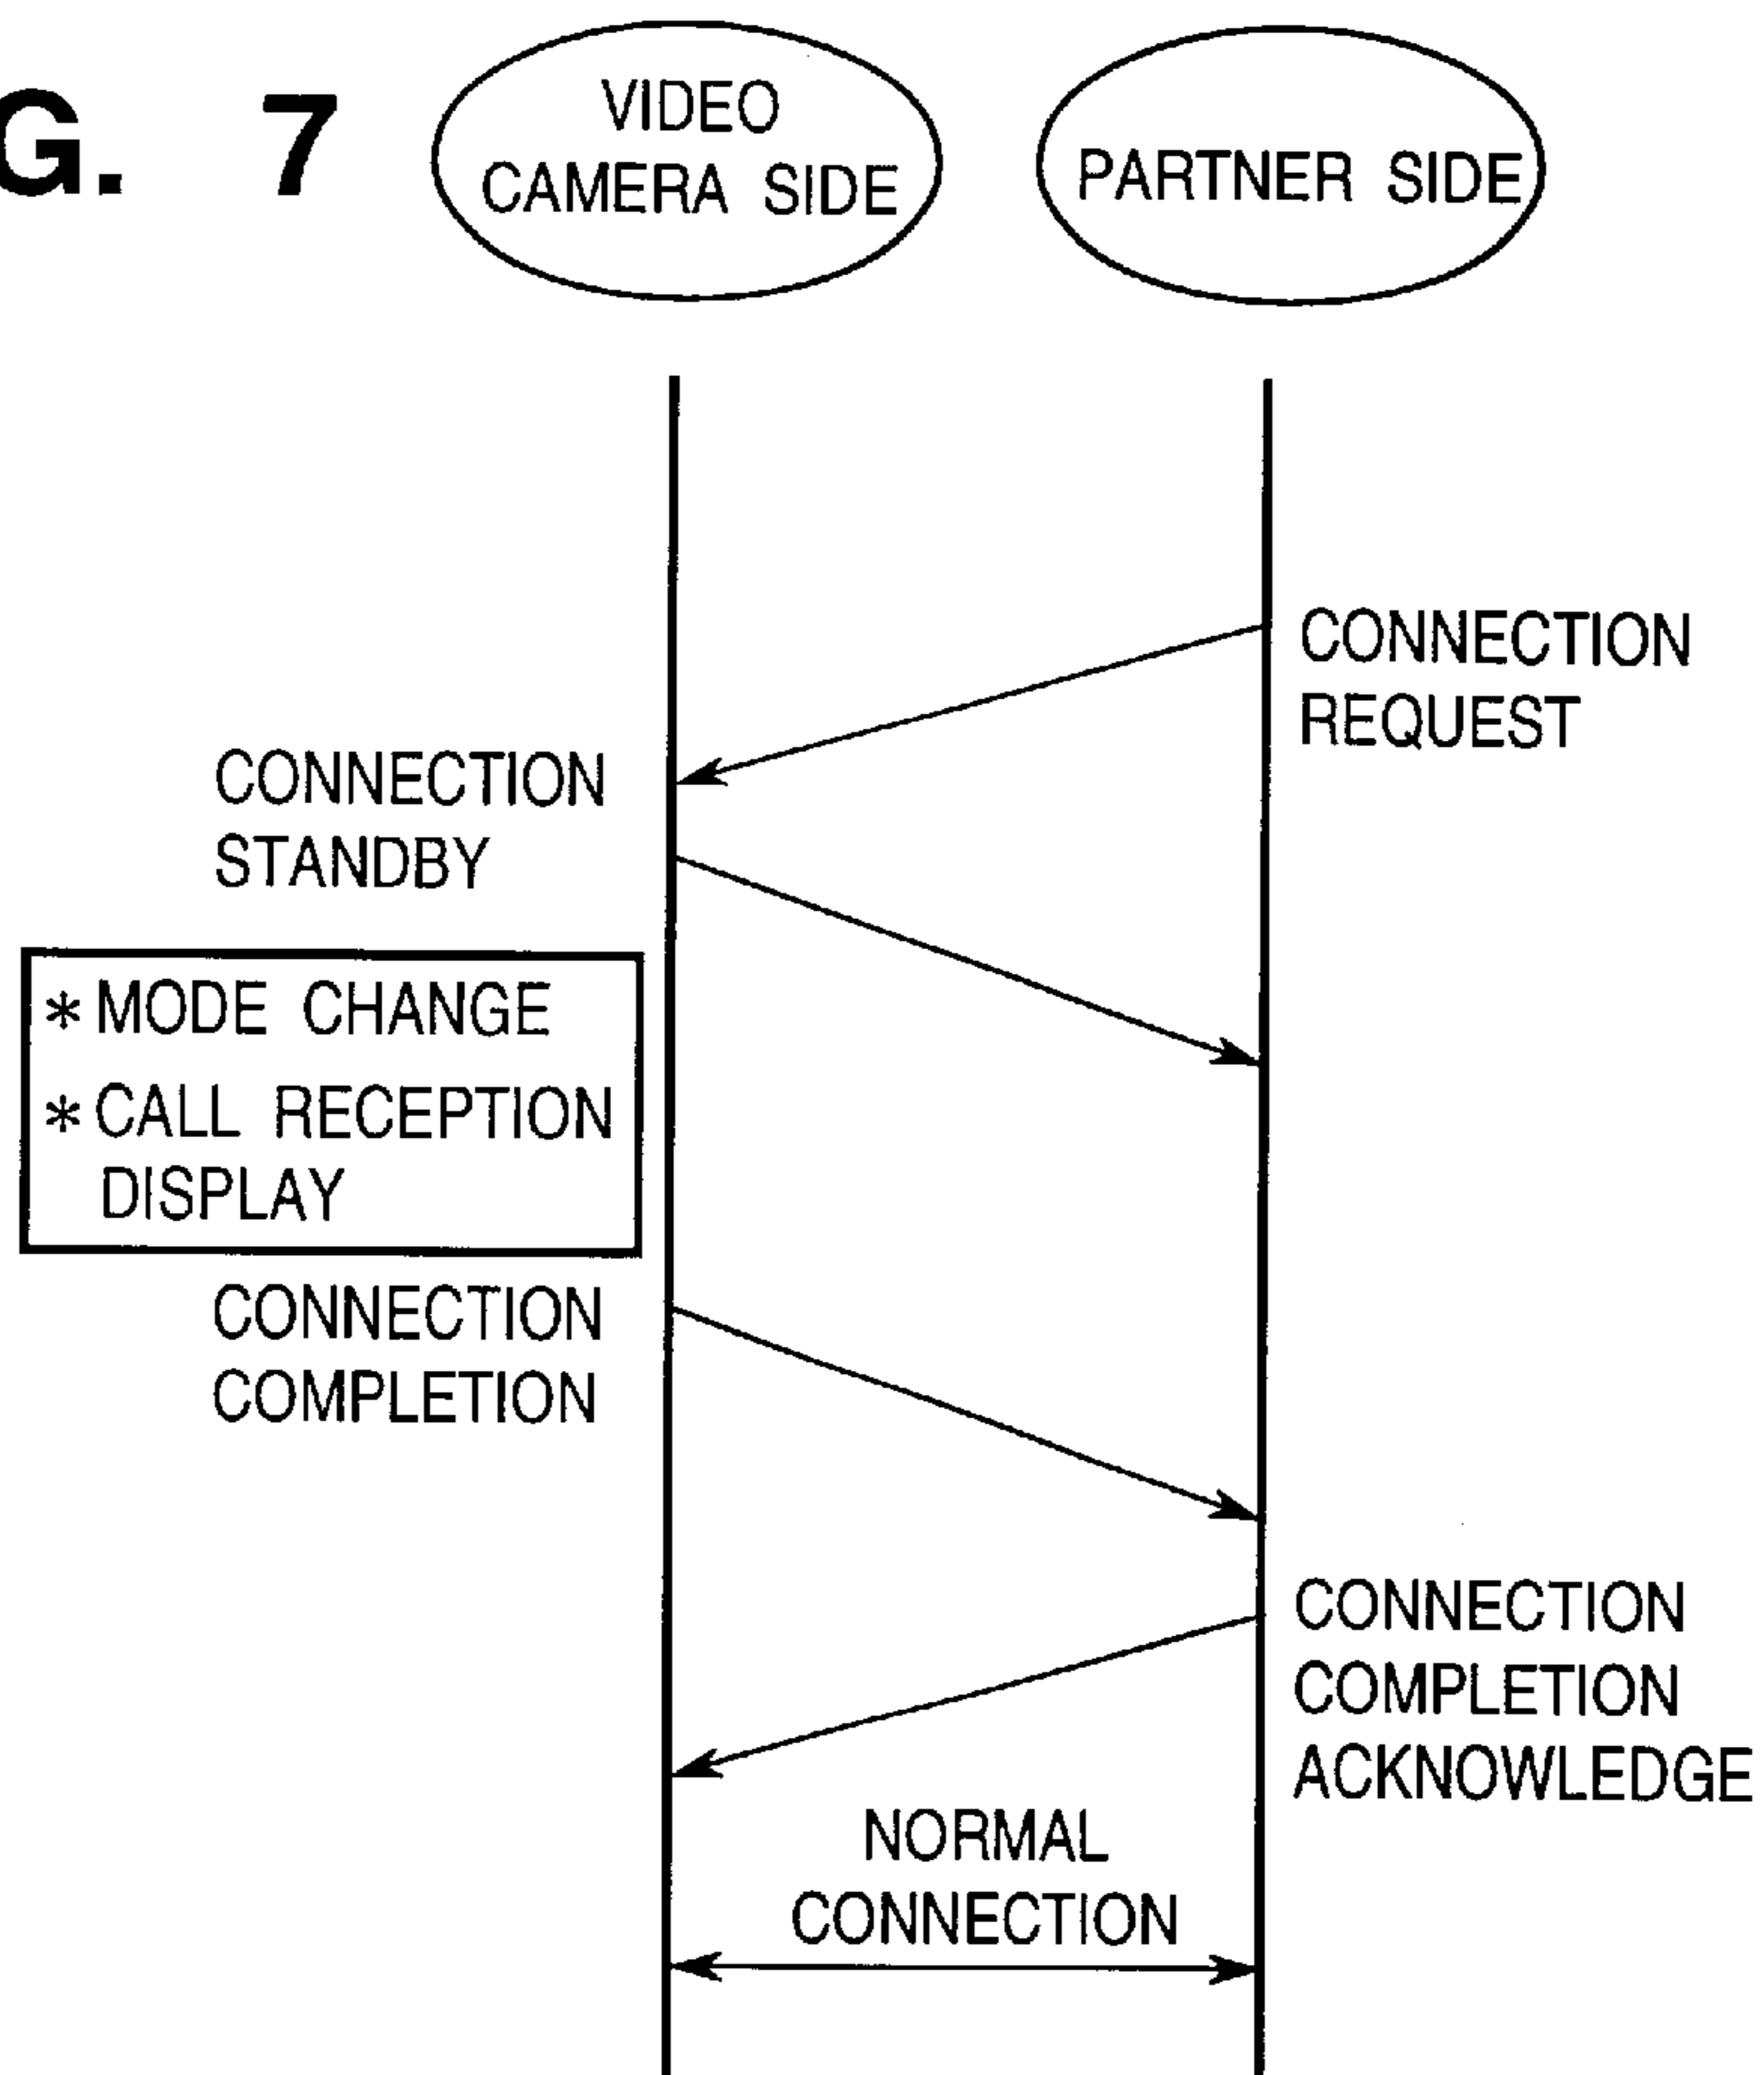 G. 7
VIDEO
CAMERA SIDE
PARTNER SIDE
CONNECTION
REQUEST
CONNECTION
STANDBY
* MODE CHANGE
* CALL RECEPTION
DISPLAY
CONNECTION
COMPLETION
CONNECTION
COMPLETION
ACKNOWLEDGE
NORMAL
CONNECTION